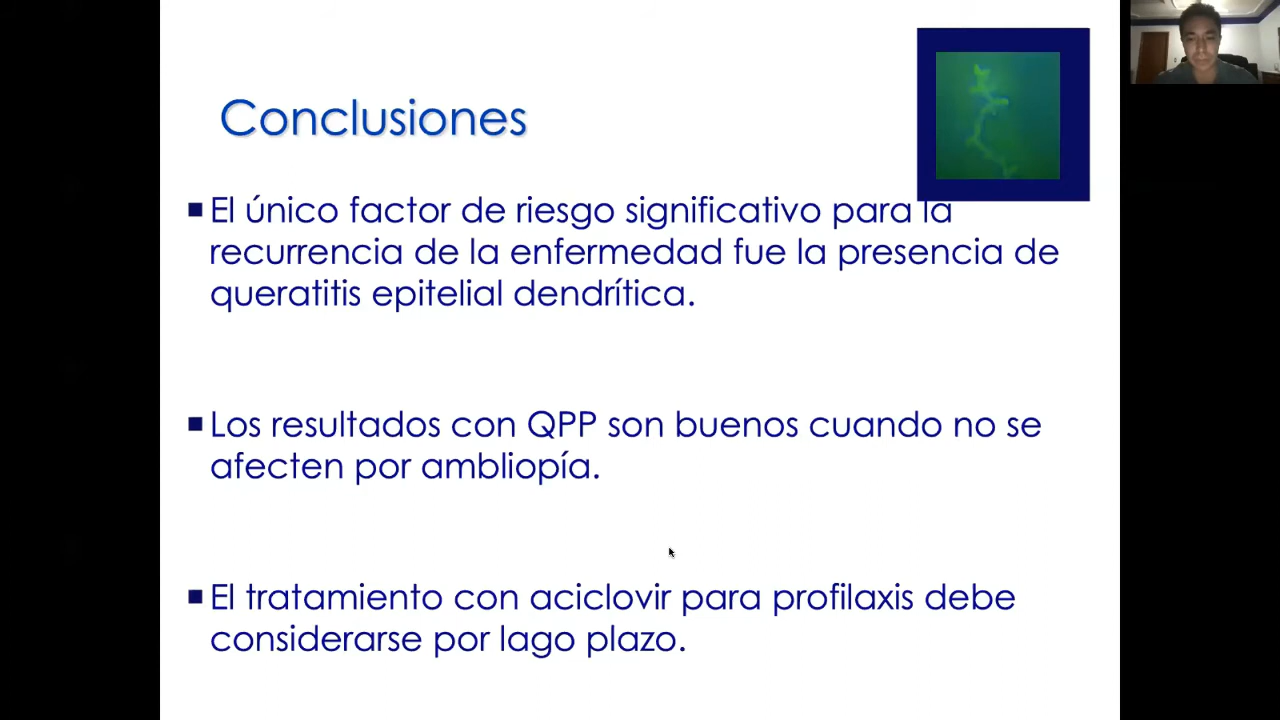 Conclusiones
El único factor de riesgo significativo para la
recurrencia de la enfermedad fue la presencia de
queratitis epitelial dendrítica.
Los resultados con QPP son buenos cuando no se
afecten por ambliopía.
El tratamiento con aciclovir para profilaxis debe
considerarse por lago plazo.